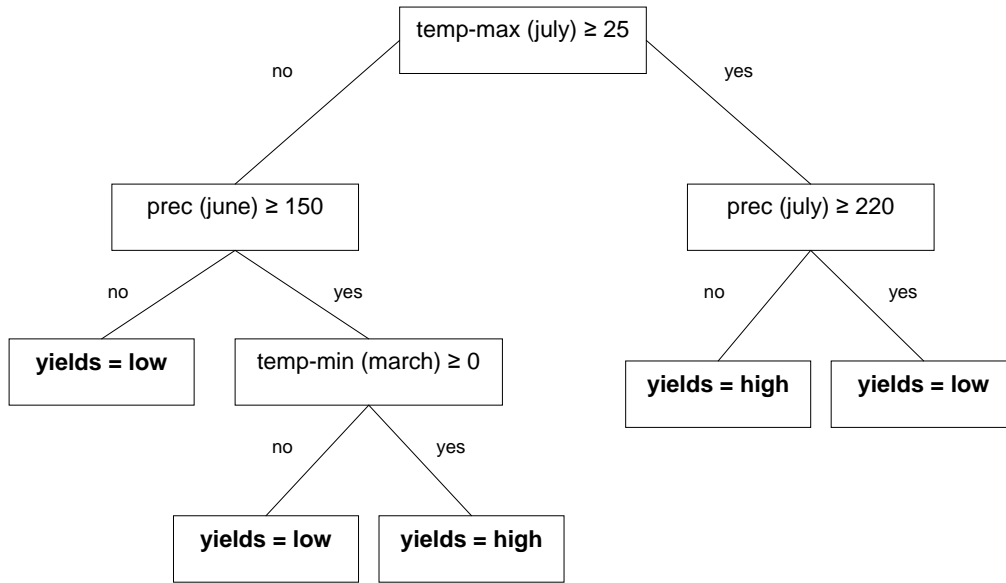 temp-max (july) ≥ 25
no
yes
prec (june) ≥ 150
prec (july) ≥ 220
no
yes
no
yes
yields = low
temp-min (march) ≥ 0
yields = high
yields = low
no
yes
yields = low
yields = high